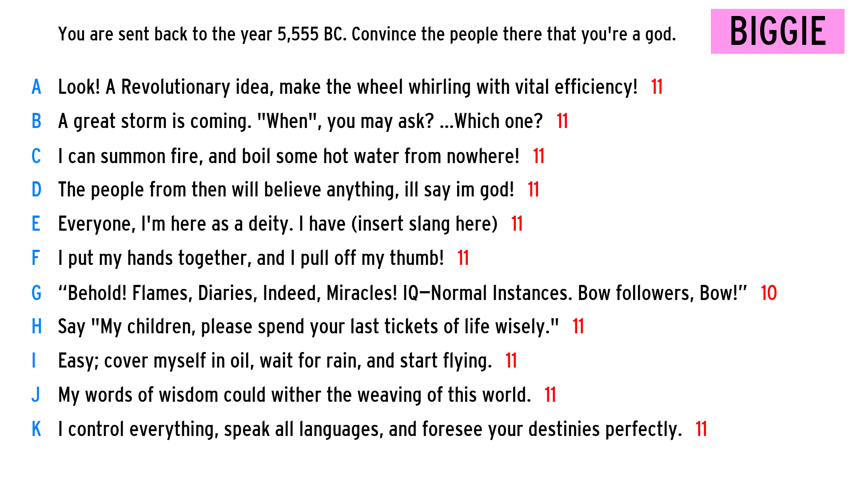 You are sent back to the year 5,555 BC. Convince the people there that you're a god.
BIGGIE
A Look! A Revolutionary idea, make the wheel whirling with vital efficiency! 11
B A great storm is coming. "When", you may ask? ...Which one? 11
C I can summon fire, and boil some hot water from nowhere! 11
D The people from then will believe anything, ill say im god! 11
E Everyone, I'm here as a deity. I have (insert slang here) 11
F I put my hands together, and I pull off my thumb! 11
G “Behold! Flames, Diaries, Indeed, Miracles! IQ—Normal Instances. Bow followers, Bow!” 10
H Say "My children, please spend your last tickets of life wisely." 11
I Easy; cover myself in oil, wait for rain, and start flying. 11
J My words of wisdom could wither the weaving of this world. 11
K I control everything, speak all languages, and foresee your destinies perfectly. 11